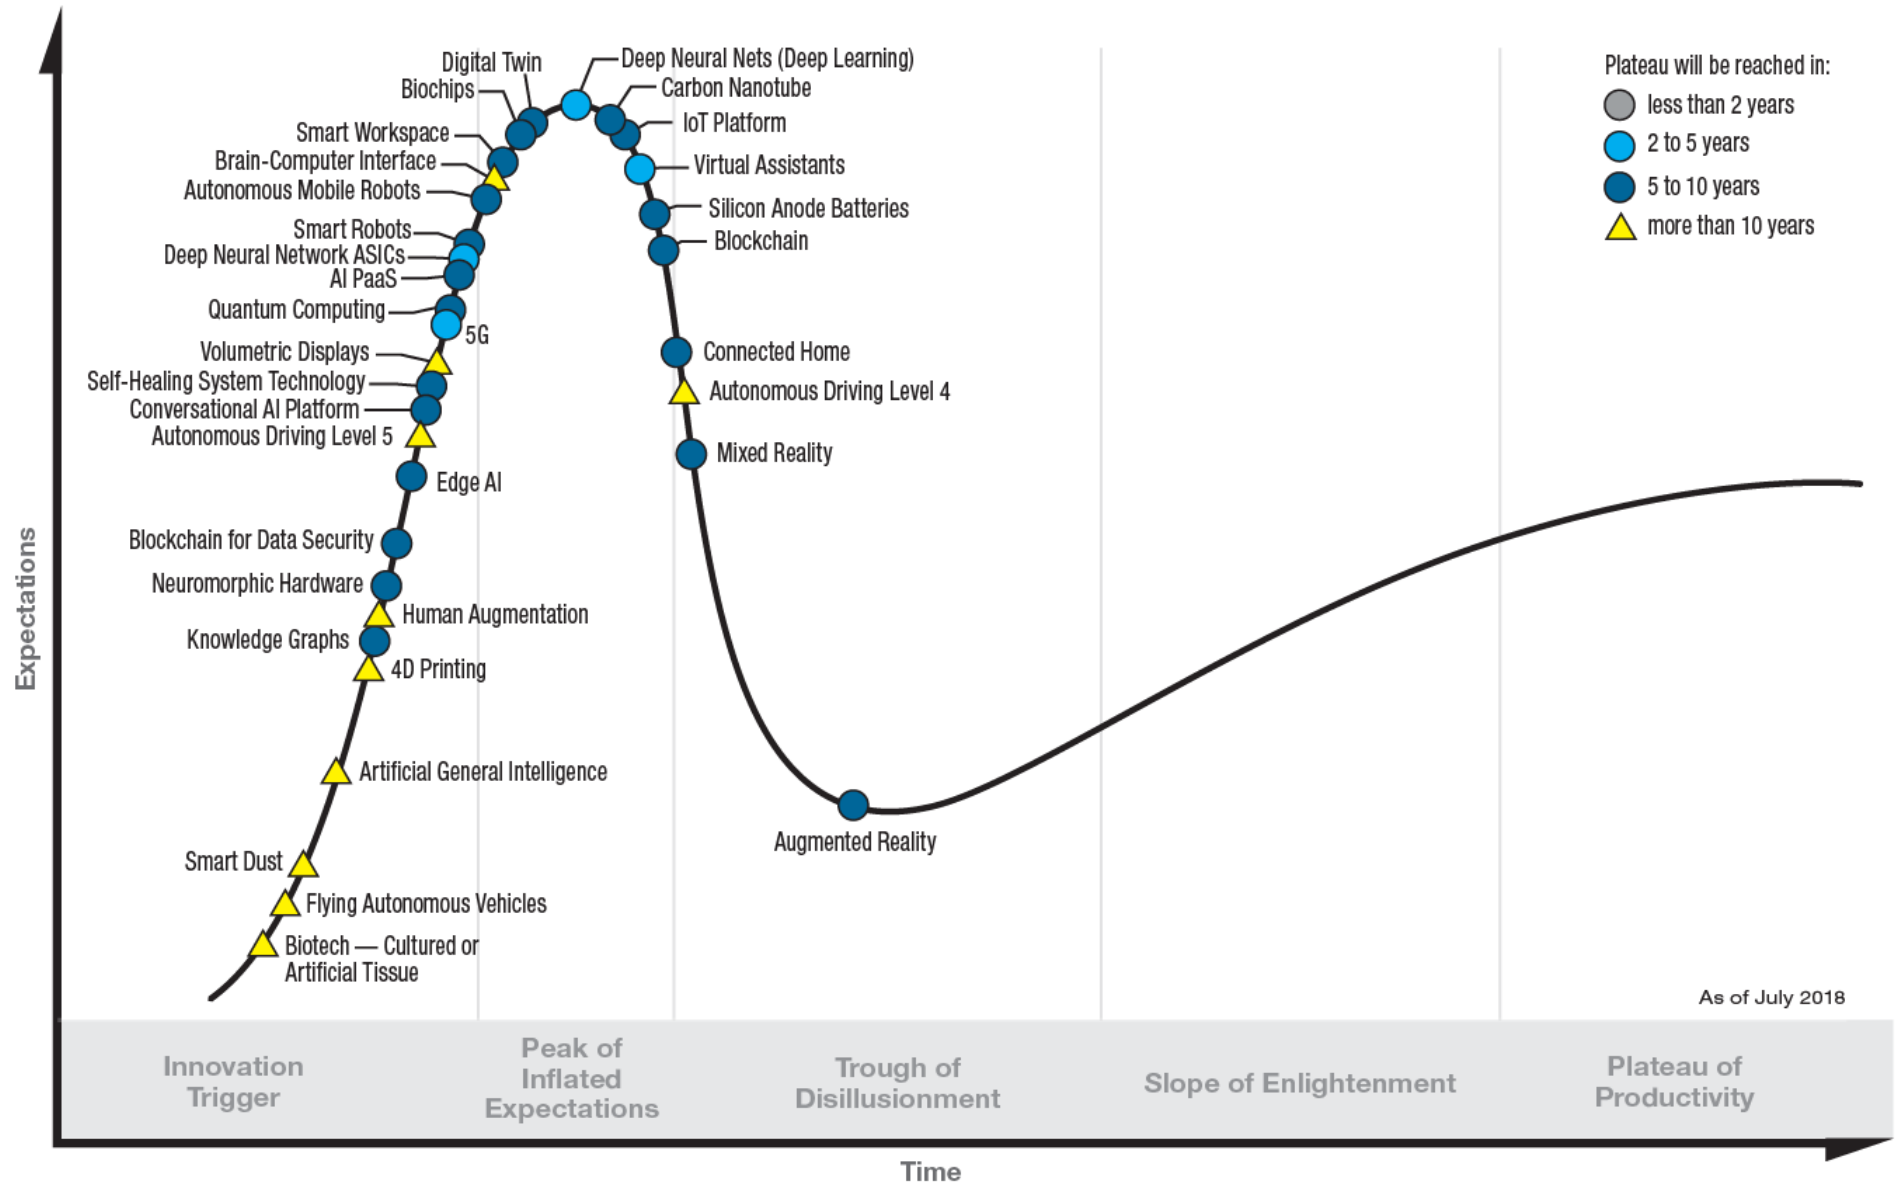 Digital Twin
Deep Neural Nets (Deep Learning)
Biochips
Carbon Nanotube
Smart Workspace
IoT Platform
Brain-Computer Interface
Virtual Assistants
Autonomous Mobile Robots
Silicon Anode Batteries
Smart Robots
Blockchain
Deep Neural Network ASICs
AI PaaS
Quantum Computing
5G
Volumetric Displays
Connected Home
Self-Healing System Technology
Autonomous Driving Level 4
Conversational AI Platform
Autonomous Driving Level 5
Mixed Reality
Edge AI
Blockchain for Data Security
Neuromorphic Hardware
Human Augmentation
Knowledge Graphs
4D Printing
Artificial General Intelligence
Augmented Reality
Smart Dust
Flying Autonomous Vehicles
Biotech — Cultured or
Artificial Tissue
Plateau will be reached in:
less than 2 years
2 to 5 years
5 to 10 years
more than 10 years
As of July 2018
Expectations
Innovation
Trigger
Peak of
Inflated
Expectations
Trough of
Disillusionment
Slope of Enlightenment
Plateau of
Productivity
Time